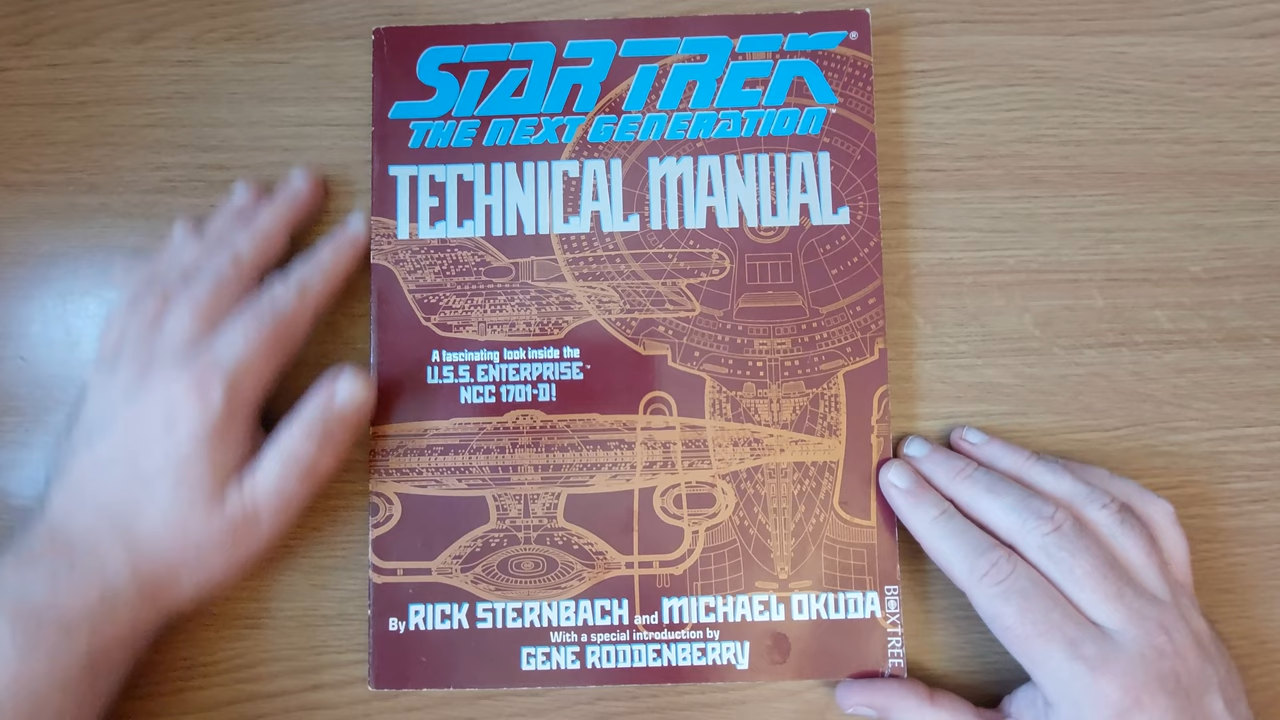 STAR TREK®
THE NEXT GENERATION™
TECHNICAL MANUAL
A fascinating look inside the
U.S.S. ENTERPRISE™
NCC 1701-D!
By RICK STERNBACH and MICHAEL OKUDA
With a special introduction by
GENE RODDENBERRY
BOXTREE